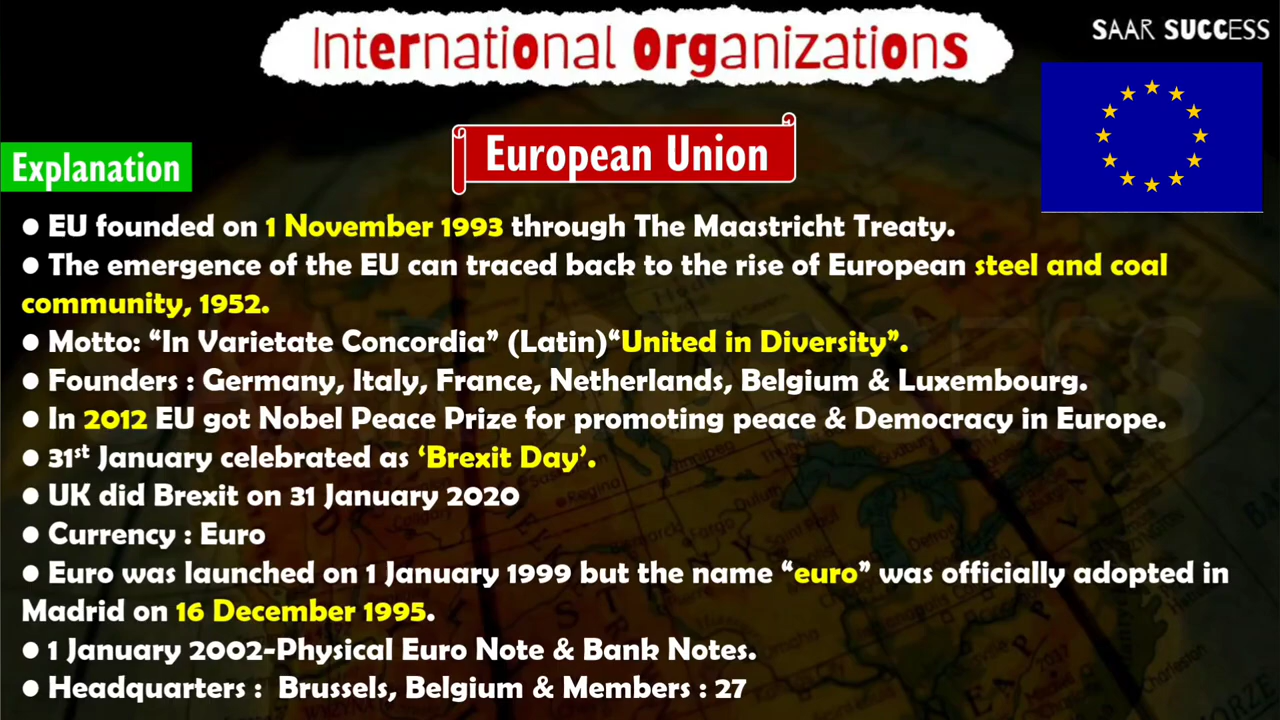 International organizations
SAAR SUCCESS
European Union
Explanation
● EU founded on 1 November 1993 through The Maastricht Treaty.
● The emergence of the EU can traced back to the rise of European steel and coal
community, 1952.
● Motto: “In Varietate Concordia” (Latin)“United in Diversity”.
● Founders : Germany, Italy, France, Netherlands, Belgium & Luxembourg.
● In 2012 EU got Nobel Peace Prize for promoting peace & Democracy in Europe.
● 31st January celebrated as ‘Brexit Day’.
● UK did Brexit on 31 January 2020
● Currency : Euro
● Euro was launched on 1 January 1999 but the name “euro” was officially adopted in
Madrid on 16 December 1995.
● 1 January 2002-Physical Euro Note & Bank Notes.
● Headquarters : Brussels, Belgium & Members : 27